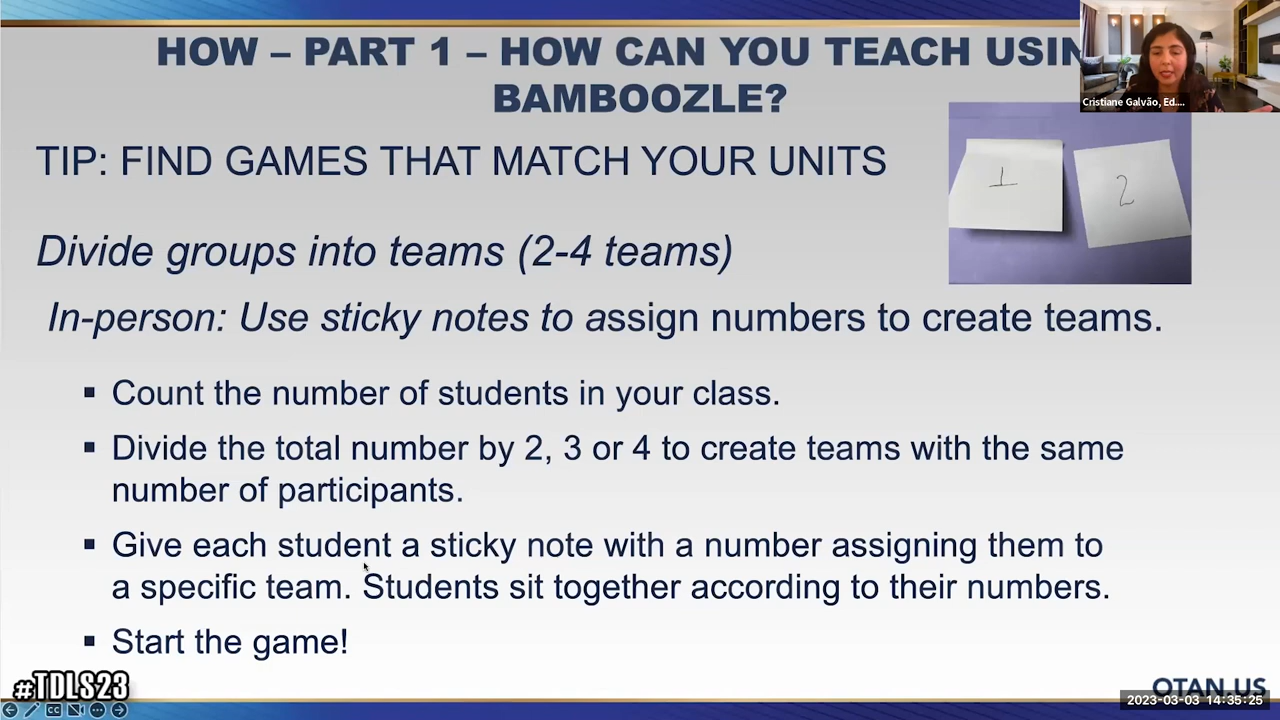 HOW – PART 1 – HOW CAN YOU TEACH
BAMBOOZLE?
Cristiane Galvão, Ed....
TIP: FIND GAMES THAT MATCH YOUR UNITS
1
2
Divide groups into teams (2-4 teams)
In-person: Use sticky notes to assign numbers to create teams.
▪ Count the number of students in your class.
▪ Divide the total number by 2, 3 or 4 to create teams with the same
number of participants.
▪ Give each student a sticky note with a number assigning them to
a specific team. Students sit together according to their numbers.
▪ Start the game!
#TDLS23
OTAN.US
2023-03-03 14:35:25